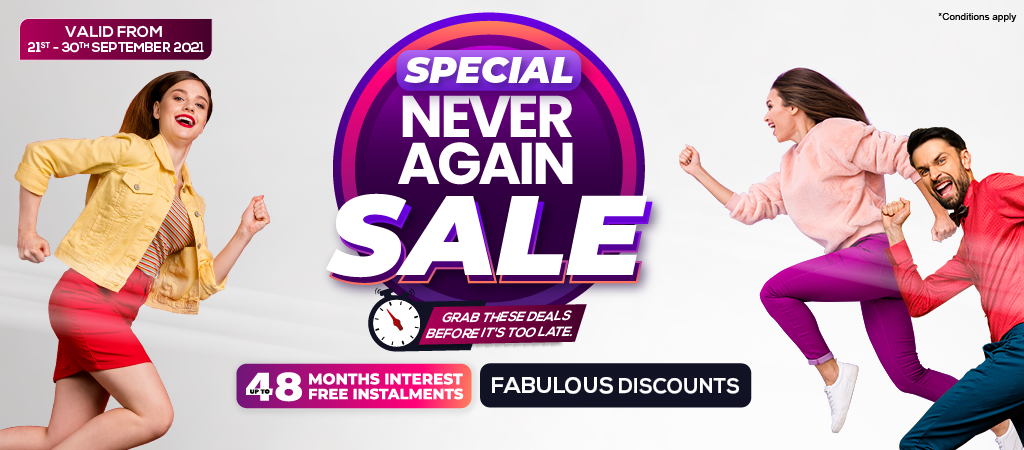 VALID FROM
21ST - 30TH SEPTEMBER 2021
*Conditions apply
SPECIAL
NEVER
AGAIN
SALE
GRAB THESE DEALS
BEFORE IT'S TOO LATE.
UP TO 48 MONTHS INTEREST
FREE INSTALMENTS
FABULOUS DISCOUNTS